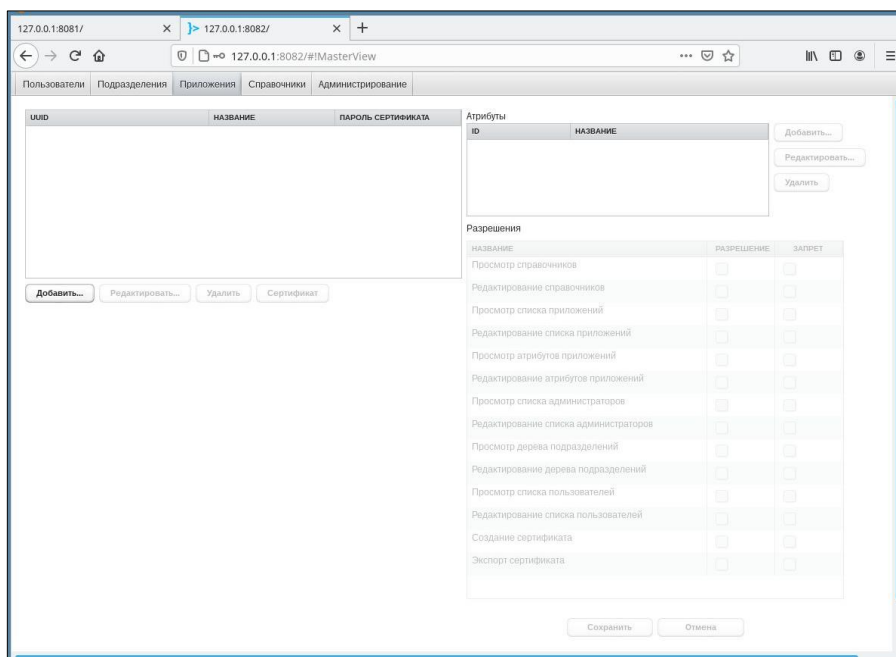 127.0.0.1:8081/
127.0.0.1:8082/
127.0.0.1:8082/#!MasterView
Пользователи Подразделения Приложения Справочники Администрирование
UUID НАЗВАНИЕ ПАРОЛЬ СЕРТИФИКАТА
Добавить... Редактировать... Удалить Сертификат
Атрибуты
ID НАЗВАНИЕ
Добавить...
Редактировать...
Удалить
Разрешения
НАЗВАНИЕ РАЗРЕШЕНИЕ ЗАПРЕТ
Просмотр справочников
Редактирование справочников
Просмотр списка приложений
Редактирование списка приложений
Просмотр атрибутов приложений
Редактирование атрибутов приложений
Просмотр списка администраторов
Редактирование списка администраторов
Просмотр дерева подразделений
Редактирование дерева подразделений
Просмотр списка пользователей
Редактирование списка пользователей
Создание сертификата
Экспорт сертификата
Сохранить Отмена